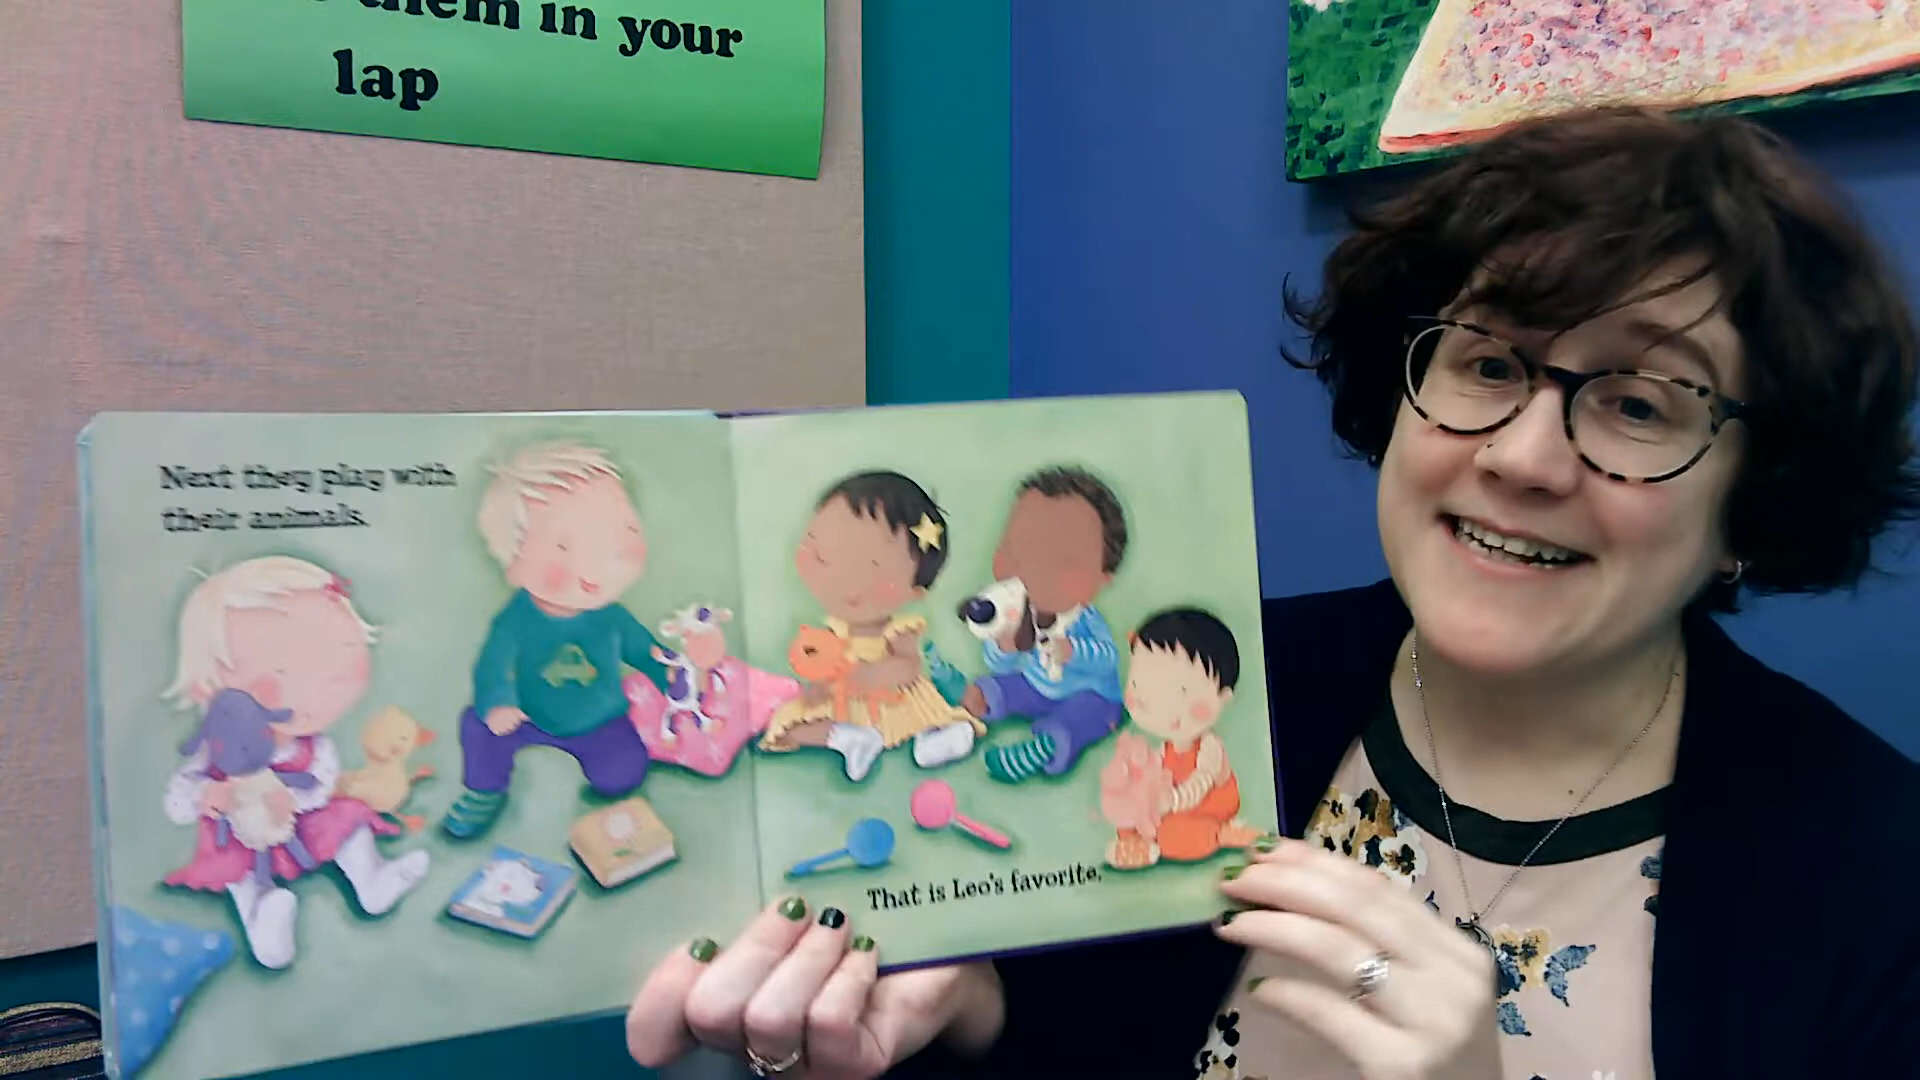 them in your
lap
Next they play with
their animals.
That is Leo's favorite.